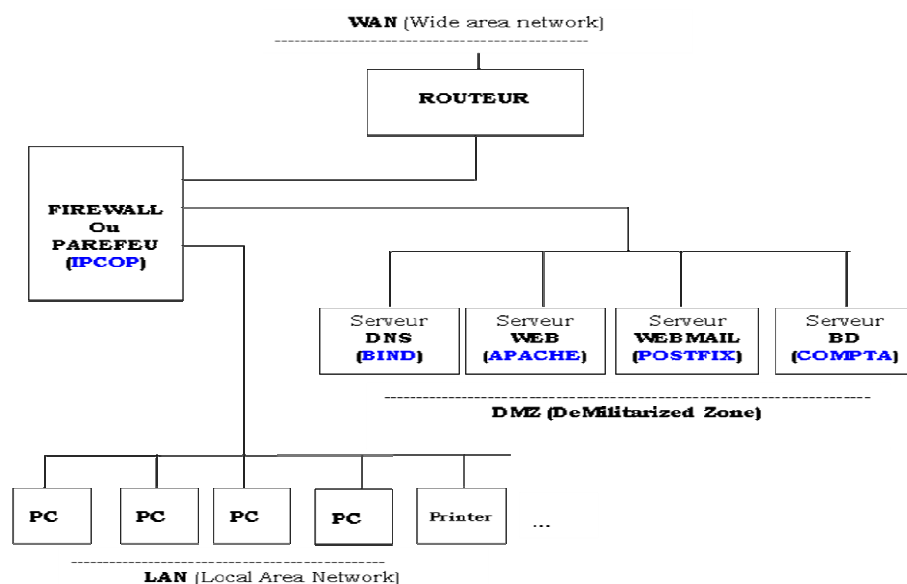 WAN (Wide area network)
ROUTEUR
FIREWALL
Ou
PAREFEU
(IPCOP)
Serveur
DNS
(BIND)
Serveur
WEB
(APACHE)
Serveur
WEBMAIL
(POSTFIX)
Serveur
BD
(COMPTA)
DMZ (DeMilitarized Zone)
PC
PC
PC
PC
Printer
...
LAN (Local Area Network)